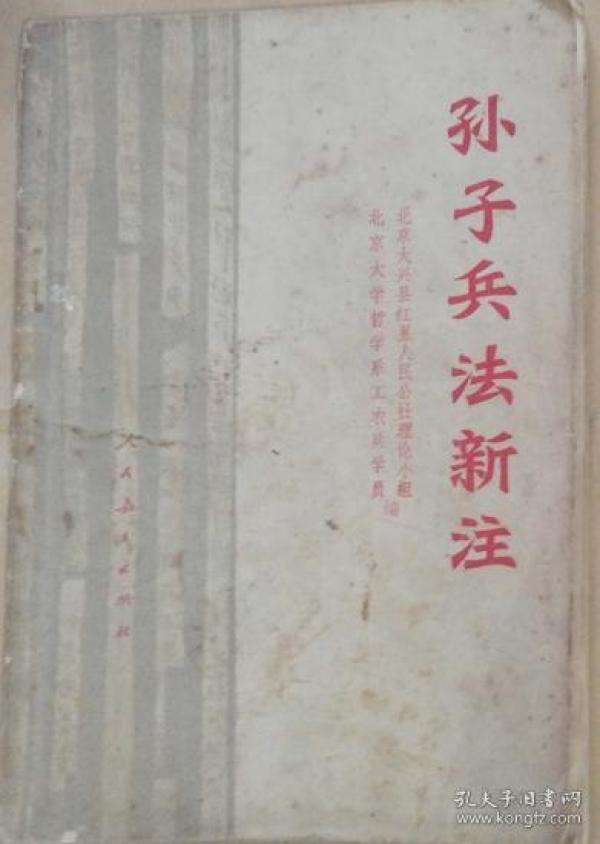 孙子兵法新注
北京大兴县红星人民公社理论小组
北京大学哲学系工农兵学员
编
人民教育出版社
孔夫子旧书网
www.kongfz.com